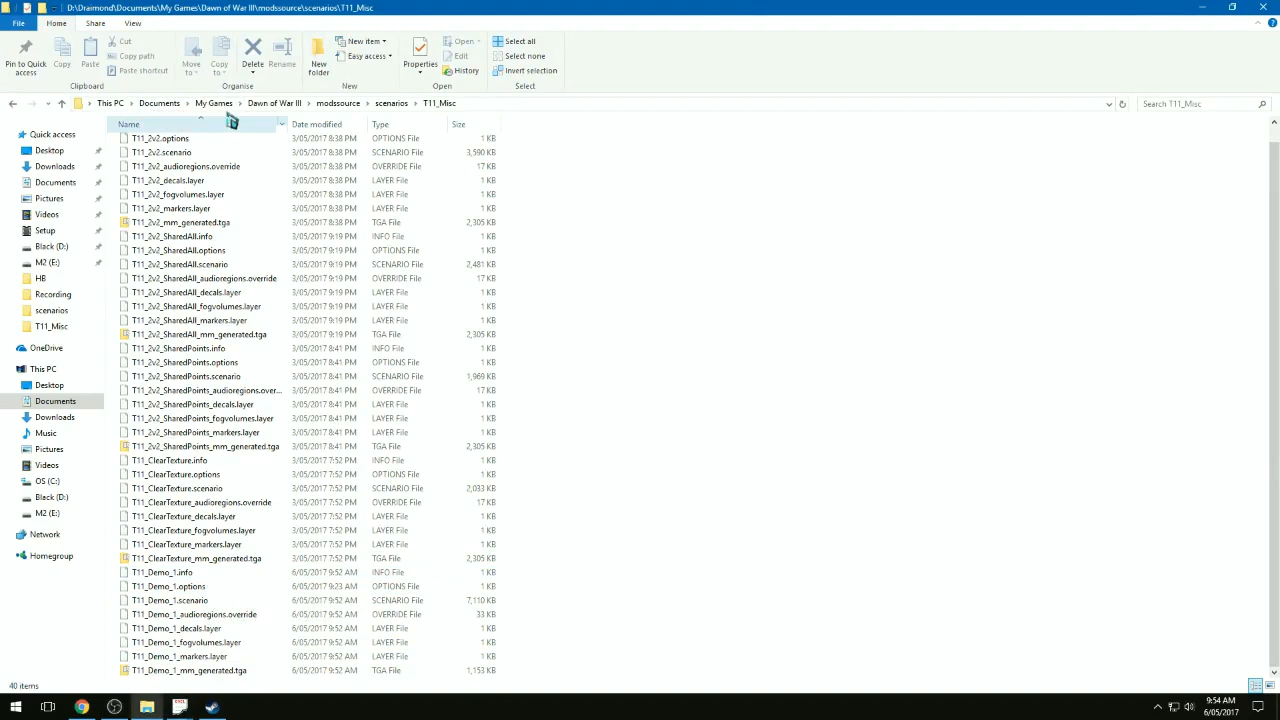 D:\Draimond\Documents\My Games\Dawn of War III\modssource\scenarios\T11_Misc
File Home Share View
Pin to Quick access
Copy
Paste
Cut
Copy path
Paste shortcut
Clipboard
Move to
Copy to
Delete
Rename
Organise
New folder
New item
Easy access
New
Properties
Open
Edit
History
Open
Select all
Select none
Invert selection
Select
This PC > Documents > My Games > Dawn of War III > modssource > scenarios > T11_Misc
Search T11_Misc
Quick access
Desktop
Downloads
Documents
Pictures
Videos
Setup
Black (D:)
M2 (E:)
HB
Recording
scenarios
T11_Misc
OneDrive
This PC
Desktop
Documents
Downloads
Music
Pictures
Videos
OS (C:)
Black (D:)
M2 (E:)
Network
Homegroup
Name Date modified Type Size
T11_2v2.options 3/05/2017 8:38 PM OPTIONS File 1 KB
T11_2v2.scenario 3/05/2017 8:38 PM SCENARIO File 3,590 KB
T11_2v2_audioregions.override 3/05/2017 8:38 PM OVERRIDE File 17 KB
T11_2v2_decals.layer 3/05/2017 8:38 PM LAYER File 1 KB
T11_2v2_fogvolumes.layer 3/05/2017 8:38 PM LAYER File 1 KB
T11_2v2_markers.layer 3/05/2017 8:38 PM LAYER File 1 KB
T11_2v2_mm_generated.tga 3/05/2017 8:38 PM TGA File 2,305 KB
T11_2v2_SharedAll.info 3/05/2017 9:19 PM INFO File 1 KB
T11_2v2_SharedAll.options 3/05/2017 9:19 PM OPTIONS File 1 KB
T11_2v2_SharedAll.scenario 3/05/2017 9:19 PM SCENARIO File 2,481 KB
T11_2v2_SharedAll_audioregions.override 3/05/2017 9:19 PM OVERRIDE File 17 KB
T11_2v2_SharedAll_decals.layer 3/05/2017 9:19 PM LAYER File 1 KB
T11_2v2_SharedAll_fogvolumes.layer 3/05/2017 9:19 PM LAYER File 1 KB
T11_2v2_SharedAll_markers.layer 3/05/2017 9:19 PM LAYER File 1 KB
T11_2v2_SharedAll_mm_generated.tga 3/05/2017 9:19 PM TGA File 2,305 KB
T11_2v2_SharedPoints.info 3/05/2017 8:41 PM INFO File 1 KB
T11_2v2_SharedPoints.options 3/05/2017 8:41 PM OPTIONS File 1 KB
T11_2v2_SharedPoints.scenario 3/05/2017 8:41 PM SCENARIO File 1,969 KB
T11_2v2_SharedPoints_audioregions.over... 3/05/2017 8:41 PM OVERRIDE File 17 KB
T11_2v2_SharedPoints_decals.layer 3/05/2017 8:41 PM LAYER File 1 KB
T11_2v2_SharedPoints_fogvolumes.layer 3/05/2017 8:41 PM LAYER File 1 KB
T11_2v2_SharedPoints_markers.layer 3/05/2017 8:41 PM LAYER File 1 KB
T11_2v2_SharedPoints_mm_generated.tga 3/05/2017 8:41 PM TGA File 2,305 KB
T11_ClearTexture.info 3/05/2017 7:52 PM INFO File 1 KB
T11_ClearTexture.options 3/05/2017 7:52 PM OPTIONS File 1 KB
T11_ClearTexture.scenario 3/05/2017 7:52 PM SCENARIO File 2,033 KB
T11_ClearTexture_audioregions.override 3/05/2017 7:52 PM OVERRIDE File 17 KB
T11_ClearTexture_decals.layer 3/05/2017 7:52 PM LAYER File 1 KB
T11_ClearTexture_fogvolumes.layer 3/05/2017 7:52 PM LAYER File 1 KB
T11_ClearTexture_markers.layer 3/05/2017 7:52 PM LAYER File 1 KB
T11_ClearTexture_mm_generated.tga 3/05/2017 7:52 PM TGA File 2,305 KB
T11_Demo_1.info 6/05/2017 9:52 AM INFO File 1 KB
T11_Demo_1.options 6/05/2017 9:23 AM OPTIONS File 1 KB
T11_Demo_1.scenario 6/05/2017 9:52 AM SCENARIO File 7,110 KB
T11_Demo_1_audioregions.override 6/05/2017 9:52 AM OVERRIDE File 33 KB
T11_Demo_1_decals.layer 6/05/2017 9:52 AM LAYER File 1 KB
T11_Demo_1_fogvolumes.layer 6/05/2017 9:52 AM LAYER File 1 KB
T11_Demo_1_markers.layer 6/05/2017 9:52 AM LAYER File 1 KB
T11_Demo_1_mm_generated.tga 6/05/2017 9:52 AM TGA File 1,153 KB
40 items
9:54 AM
6/05/2017